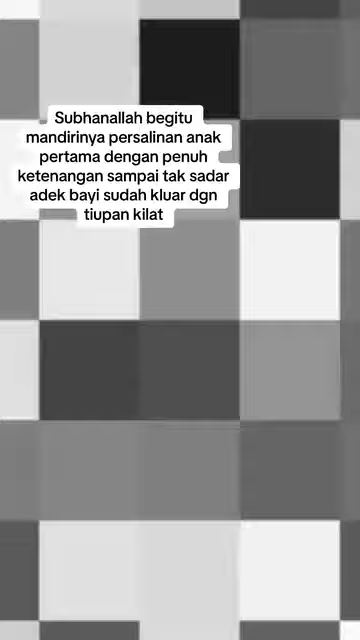 Subhanallah begitu
mandirinya persalinan anak
pertama dengan penuh
ketenangan sampai tak sadar
adek bayi sudah kluar dgn
tiupan kilat